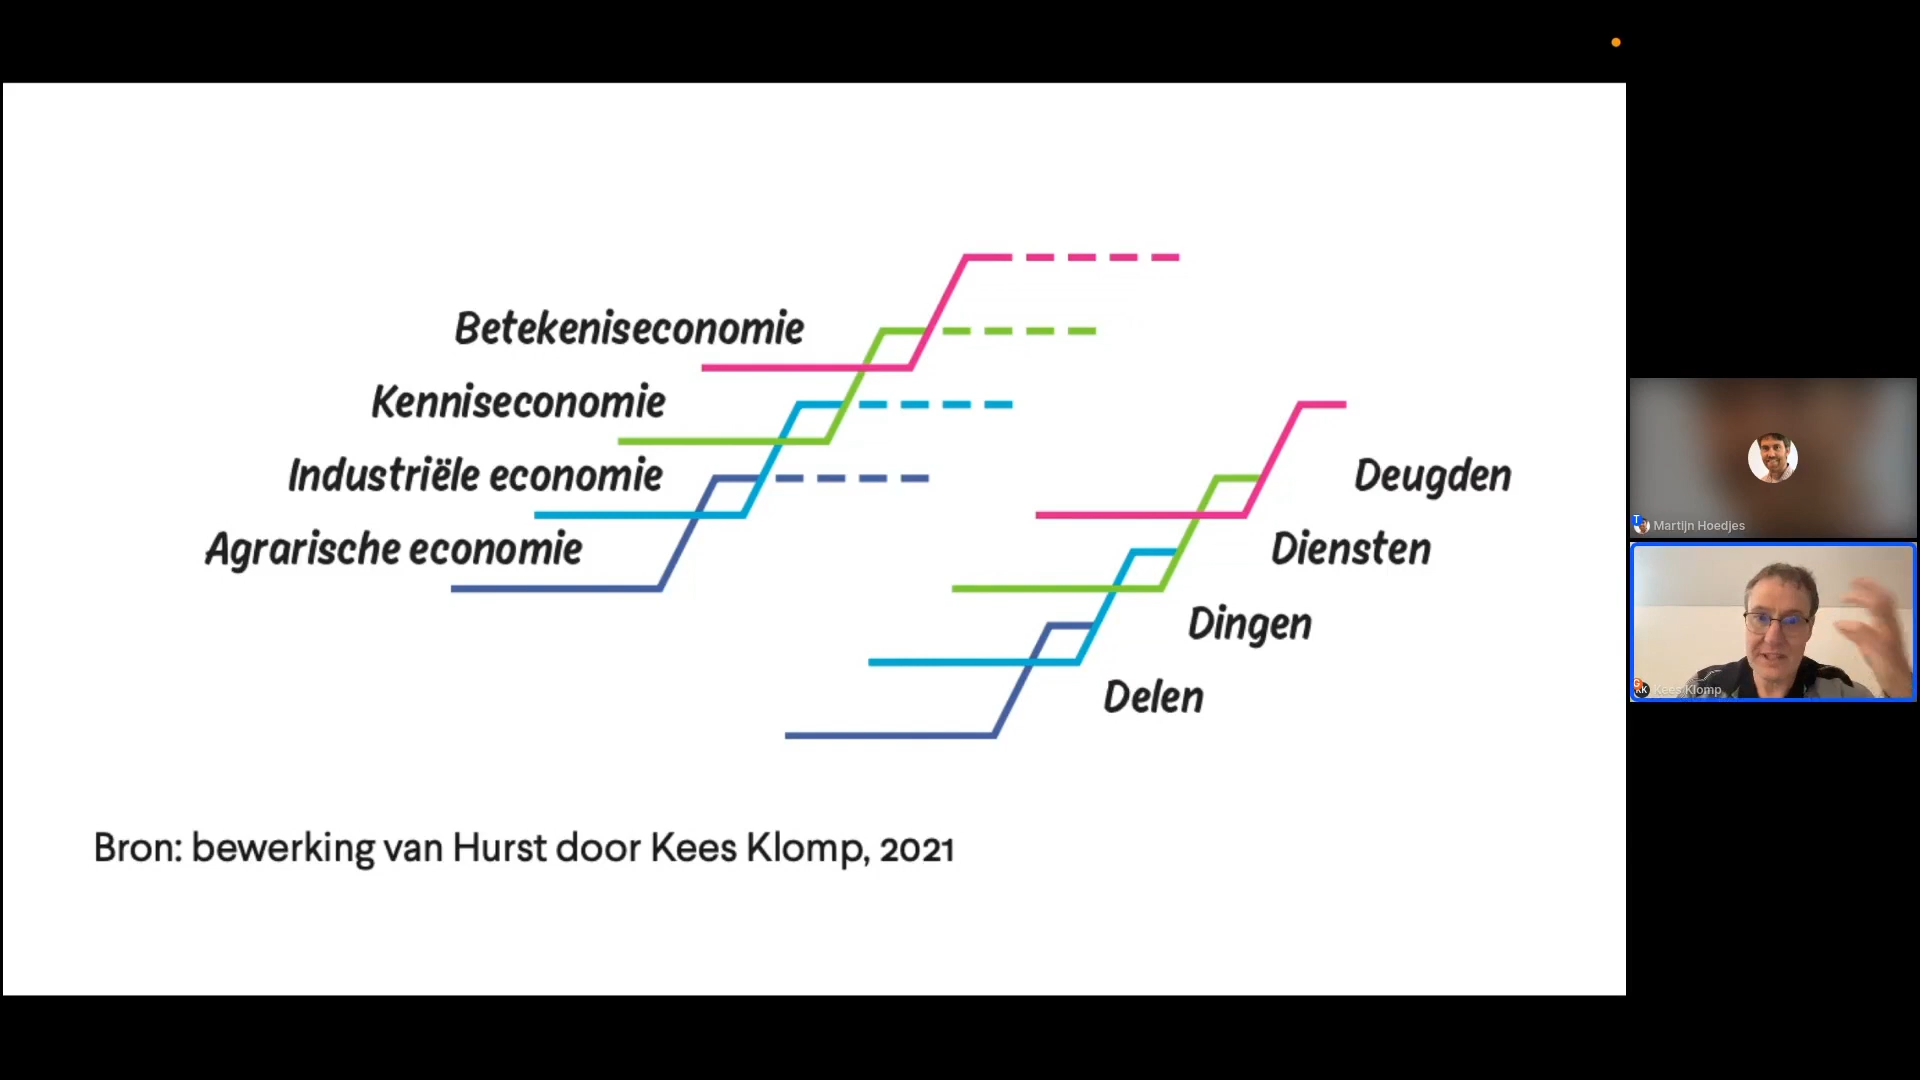 Betekeniseconomie
Kenniseconomie
Industriële economie
Agrarische economie
Deugden
Diensten
Dingen
Delen
Bron: bewerking van Hurst door Kees Klomp, 2021
T
Martijn Hoedjes
G
KK
Kees Klomp